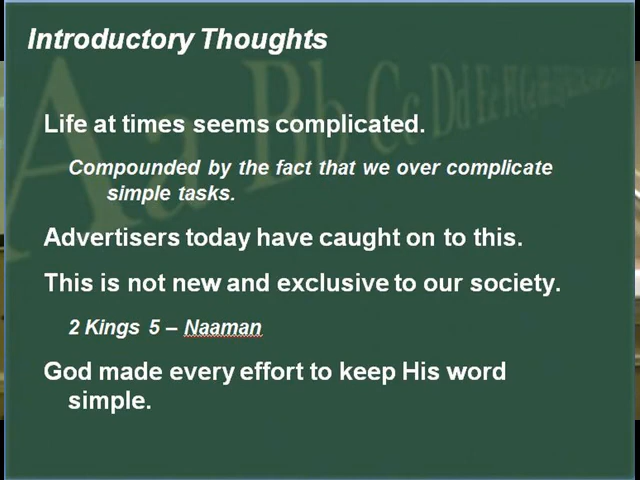 Introductory Thoughts
Life at times seems complicated.
Compounded by the fact that we over complicate
simple tasks.
Advertisers today have caught on to this.
This is not new and exclusive to our society.
2 Kings 5 – Naaman
God made every effort to keep His word
simple.